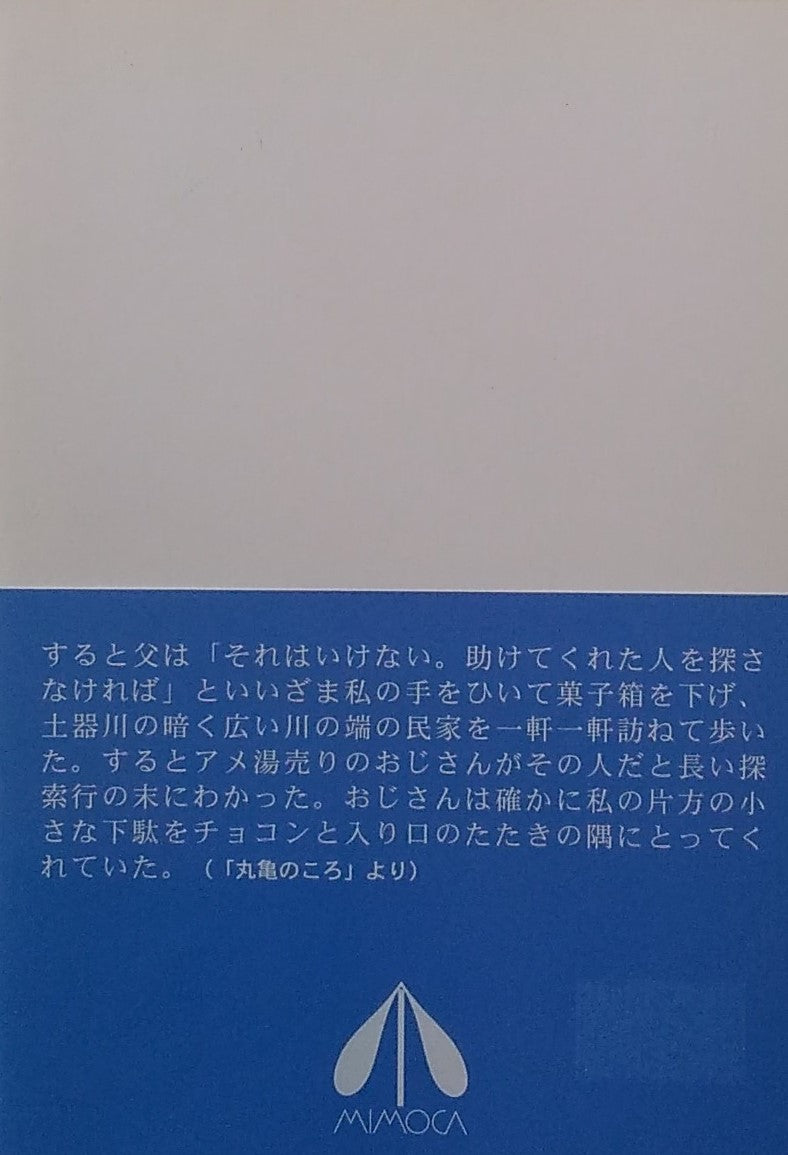 すると父は「それはいけない。助けてくれた人を探さ
なければ」といいざま私の手をひいて菓子箱を下げ、
土器川の暗く広い川の端の民家を一軒一軒訪ねて歩い
た。するとアメ湯売りのおじさんがその人だと長い探
索行の末にわかった。おじさんは確かに私の片方の小
さな下駄をチョコンと入り口のたたきの隅にとってく
れていた。（「丸亀のころ」より）
MIMOCA